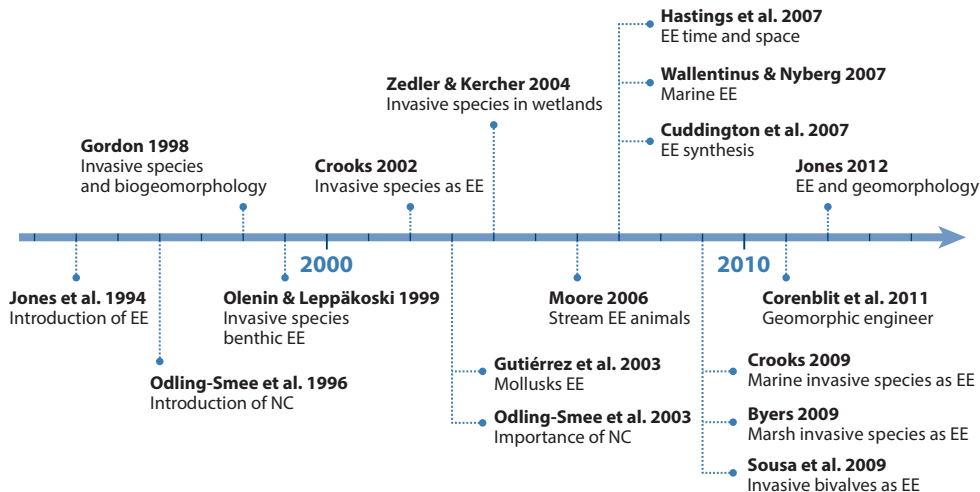 Hastings et al. 2007
EE time and space
Wallentinus & Nyberg 2007
Marine EE
Cuddington et al. 2007
EE synthesis
Zedler & Kercher 2004
Invasive species in wetlands
Gordon 1998
Invasive species
and biogeomorphology
Crooks 2002
Invasive species as EE
Jones 2012
EE and geomorphology
2000
2010
Jones et al. 1994
Introduction of EE
Olenin & Leppäkoski 1999
Invasive species
benthic EE
Moore 2006
Stream EE animals
Corenblit et al. 2011
Geomorphic engineer
Odling-Smee et al. 1996
Introduction of NC
Gutiérrez et al. 2003
Mollusks EE
Odling-Smee et al. 2003
Importance of NC
Crooks 2009
Marine invasive species as EE
Byers 2009
Marsh invasive species as EE
Sousa et al. 2009
Invasive bivalves as EE